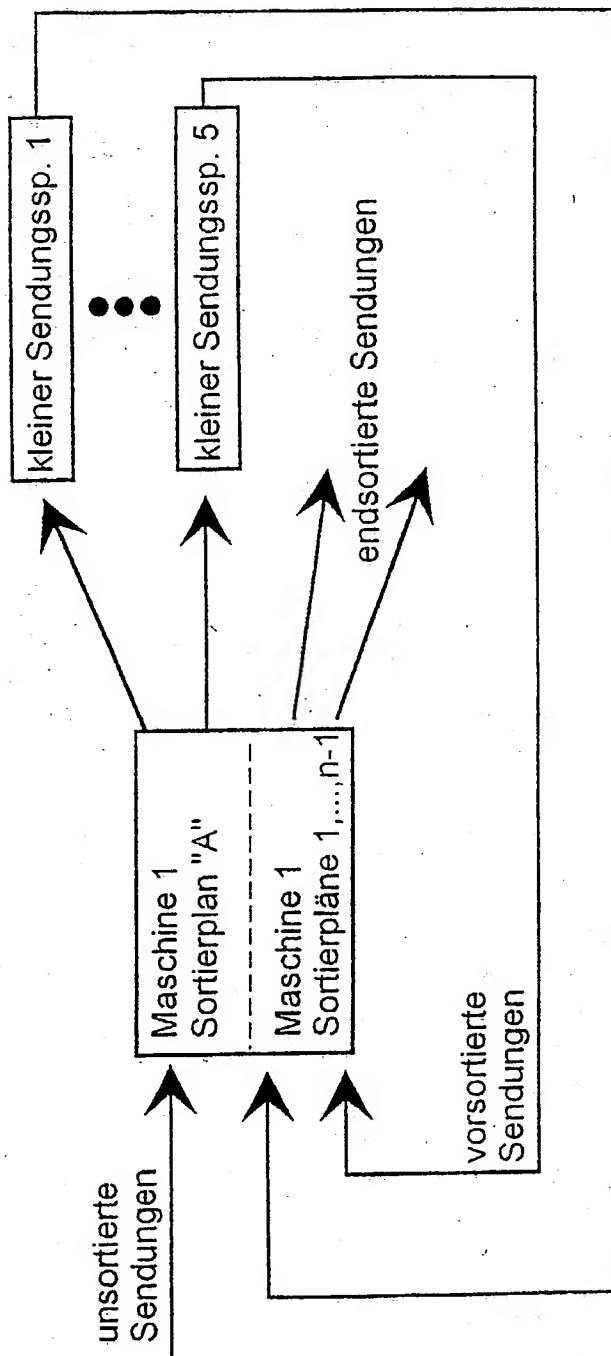 unsortierte
Sendungen
Maschine 1
Sortierplan "A"
Maschine 1
Sortierpläne 1,...,n-1
vorsortierte
Sendungen
kleiner Sendungssp. 1
kleiner Sendungssp. 5
endsortierte Sendungen